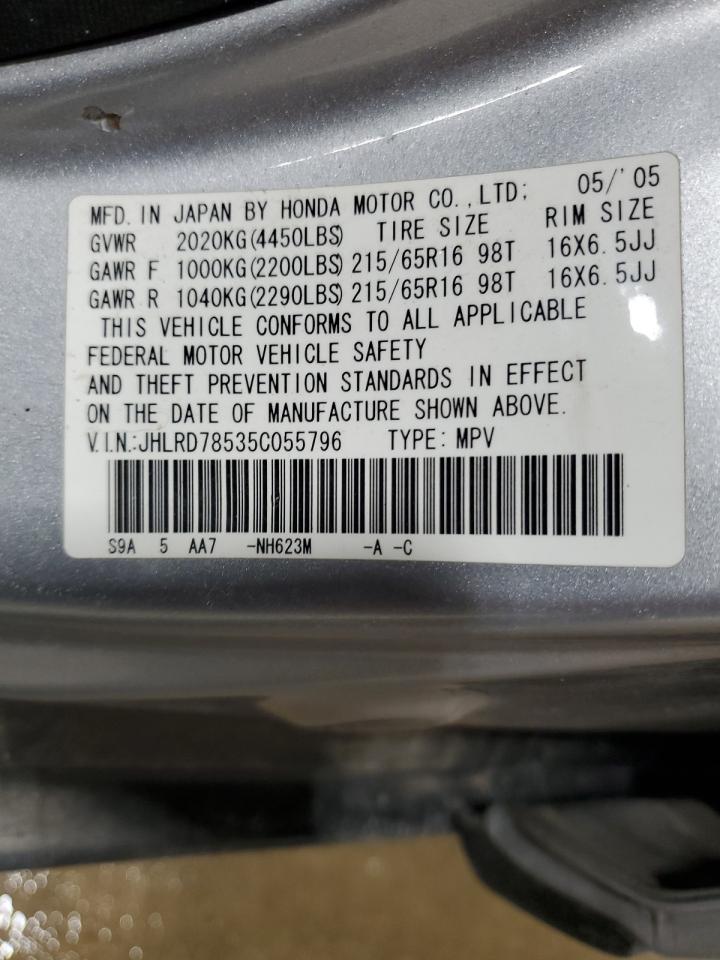 MFD. IN JAPAN BY HONDA MOTOR CO.,LTD; 05/'05
GVWR 2020KG(4450LBS) TIRE SIZE RIM SIZE
GAWR F 1000KG(2200LBS) 215/65R16 98T 16X6.5JJ
GAWR R 1040KG(2290LBS) 215/65R16 98T 16X6.5JJ
THIS VEHICLE CONFORMS TO ALL APPLICABLE
FEDERAL MOTOR VEHICLE SAFETY
AND THEFT PREVENTION STANDARDS IN EFFECT
ON THE DATE OF MANUFACTURE SHOWN ABOVE.
V.I.N.:JHLRD78535C055796 TYPE: MPV
S9A 5 AA7 -NH623M -A -C